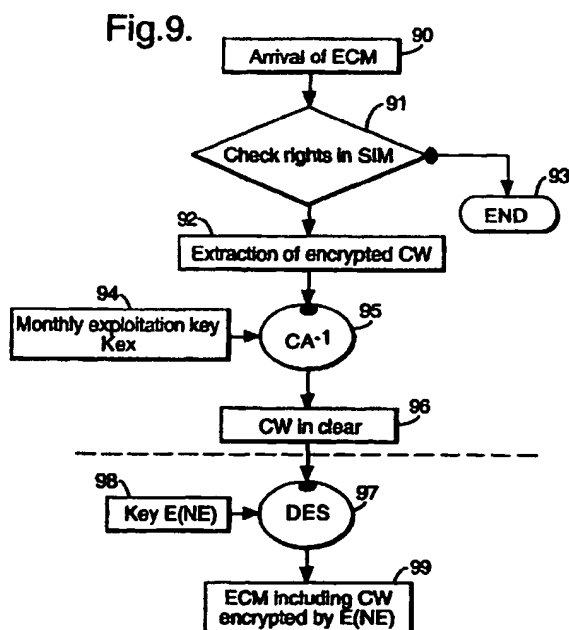 Fig.9.
90
Arrival of ECM
91
Check rights in SIM
93
END
92
Extraction of encrypted CW
94
Monthly exploitation key
Kex
95
CA-1
96
CW in clear
98
Key E(NE)
97
DES
99
ECM including CW
encrypted by E(NE)